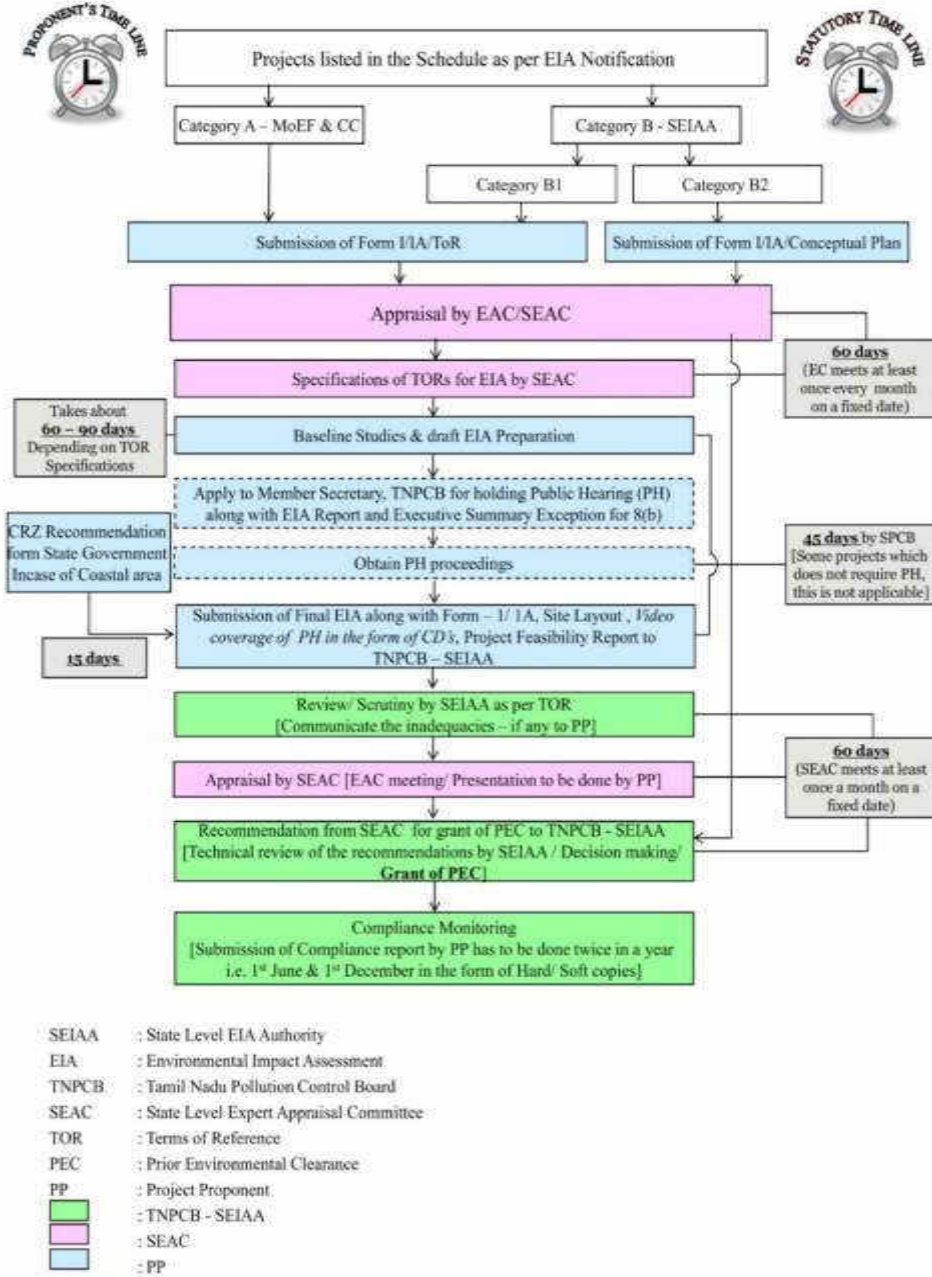 PROPONENT'S TIME LINE
STATUTORY TIME LINE
Projects listed in the Schedule as per EIA Notification
Category A – MoEF & CC
Category B - SEIAA
Category B1
Category B2
Submission of Form I/IA/ToR
Submission of Form I/IA/Conceptual Plan
Appraisal by EAC/SEAC
60 days
(EC meets at least
once every month
on a fixed date)
Specifications of TORs for EIA by SEAC
Takes about
60 – 90 days
Depending on TOR
Specifications
Baseline Studies & draft EIA Preparation
Apply to Member Secretary, TNPCB for holding Public Hearing (PH)
along with EIA Report and Executive Summary Exception for 8(b)
CRZ Recommendation
form State Government
Incase of Coastal area
45 days by SPCB
[Some projects which
does not require PH,
this is not applicable]
Obtain PH proceedings
Submission of Final EIA along with Form – 1/ 1A, Site Layout , Video
coverage of PH in the form of CD's, Project Feasibility Report to
TNPCB – SEIAA
15 days
Review/ Scrutiny by SEIAA as per TOR
[Communicate the inadequacies – if any to PP]
60 days
(SEAC meets at least
once a month on a
fixed date)
Appraisal by SEAC [EAC meeting/ Presentation to be done by PP]
Recommendation from SEAC for grant of PEC to TNPCB - SEIAA
[Technical review of the recommendations by SEIAA / Decision making/
Grant of PEC]
Compliance Monitoring
[Submission of Compliance report by PP has to be done twice in a year
i.e. 1st June & 1st December in the form of Hard/ Soft copies]
SEIAA : State Level EIA Authority
EIA : Environmental Impact Assessment
TNPCB : Tamil Nadu Pollution Control Board
SEAC : State Level Expert Appraisal Committee
TOR : Terms of Reference
PEC : Prior Environmental Clearance
PP : Project Proponent
: TNPCB - SEIAA
: SEAC
: PP